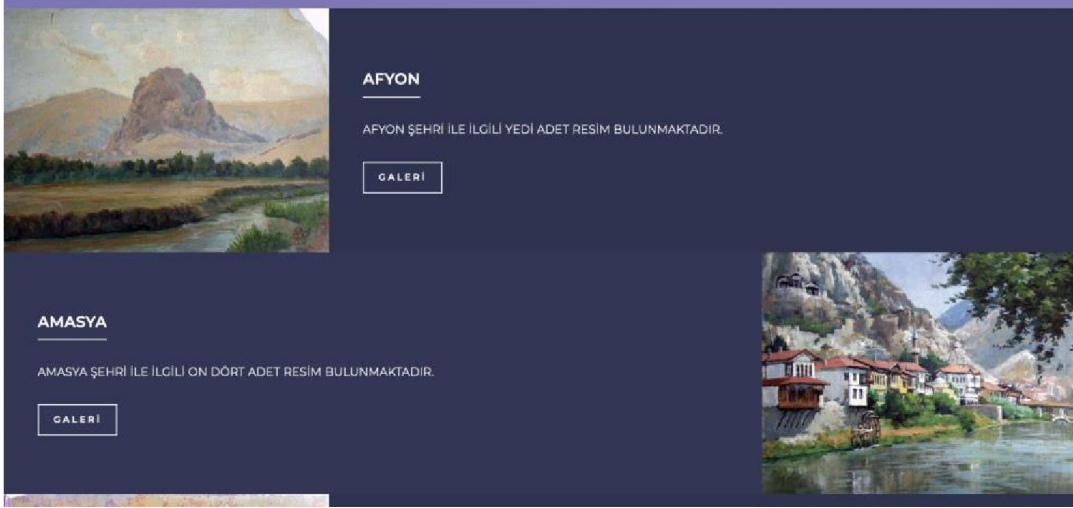 AFYON
AFYON ŞEHRİ İLE İLGİLİ YEDİ ADET RESİM BULUNMAKTADIR.
GALERİ
AMASYA
AMASYA ŞEHRİ İLE İLGİLİ ON DÖRT ADET RESİM BULUNMAKTADIR.
GALERİ